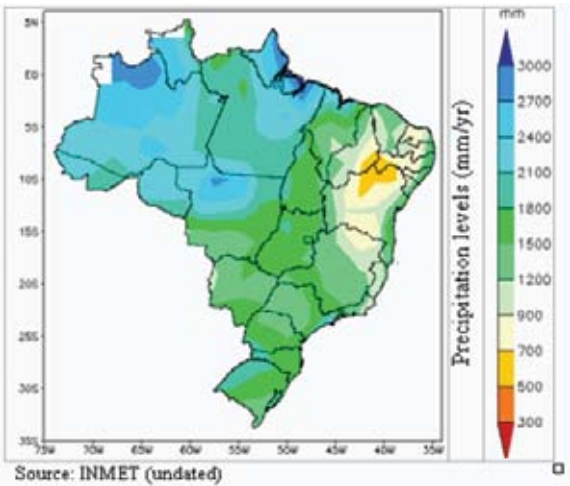 mm
5N
EQ
5S
10S
15S
20S
25S
30S
35S
75W
70W
65W
60W
55W
50W
45W
40W
35W
Precipitation levels (mm/yr)
3000
2700
2400
2100
1800
1500
1200
900
700
500
300
Source: INMET (undated)